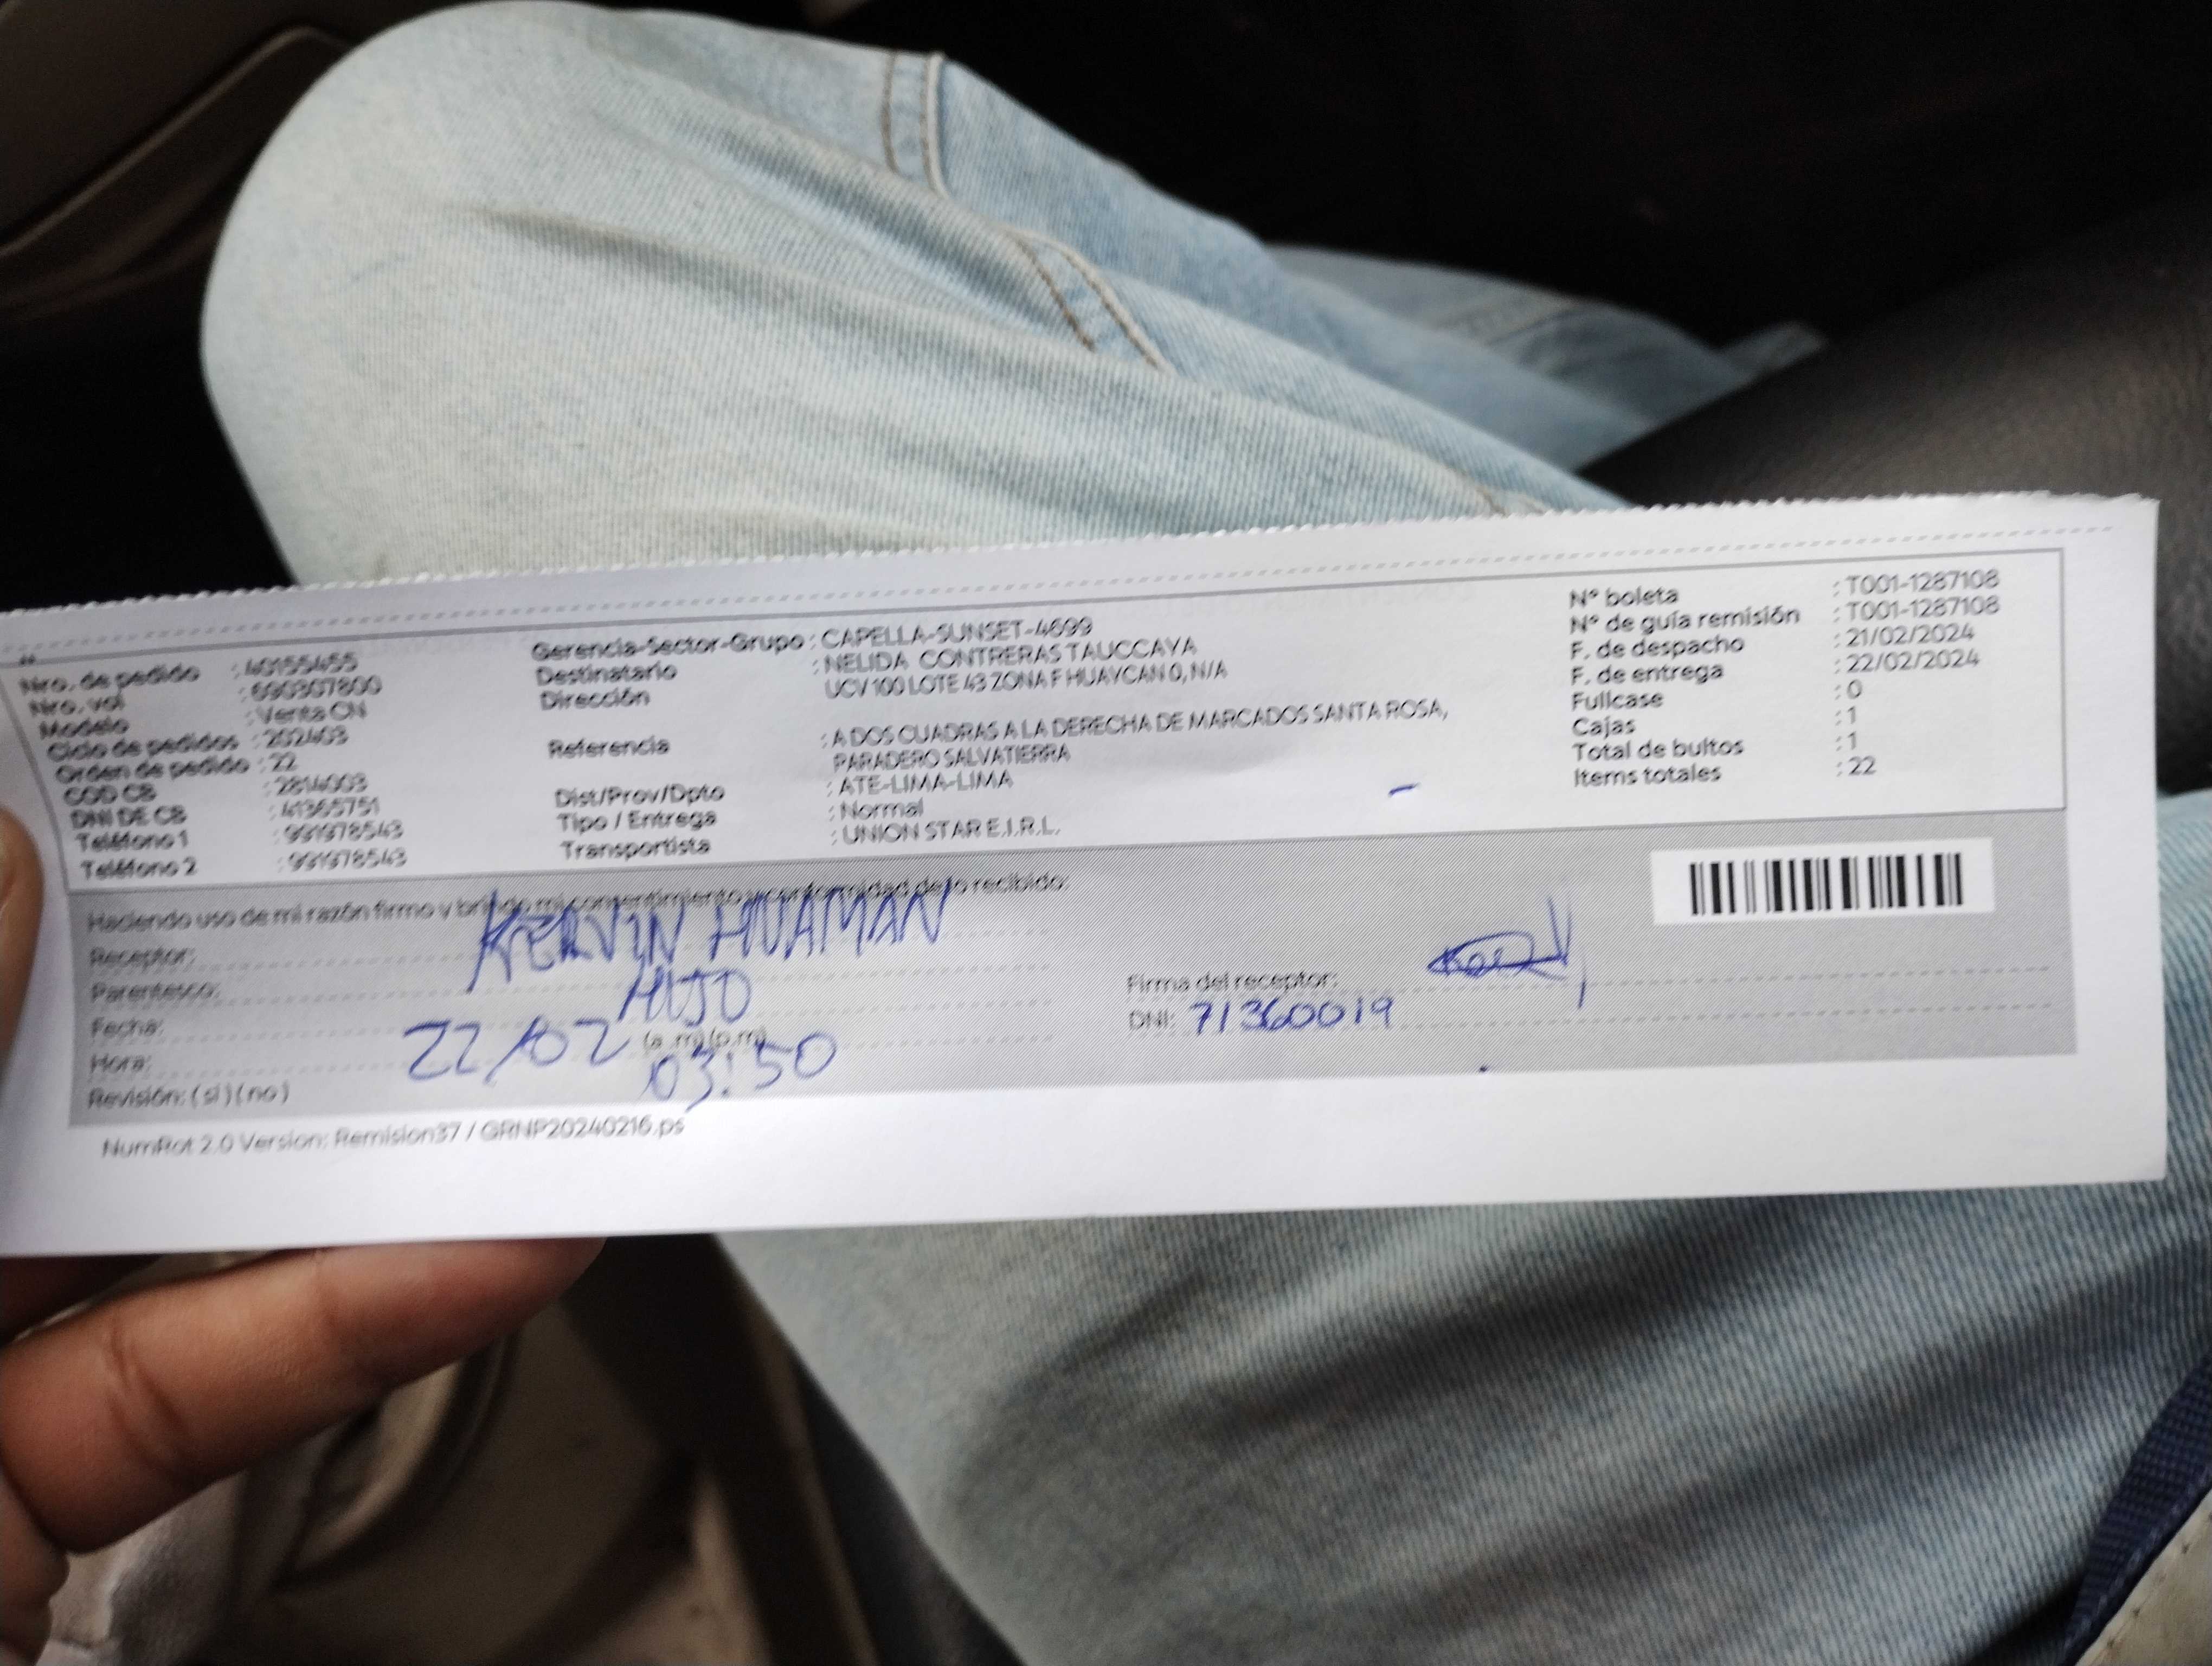 Nro. de pedido : 40155455
Nro. vol : 690307800
Modelo : Venta CN
Ciclo de pedidos : 202403
Orden de pedido : 22
COD CB : 2814003
DNI DE CB : 41365751
Teléfono 1 : 991978543
Teléfono 2 : 991978543
Gerencia-Sector-Grupo : CAPELLA-SUNSET-4699
Destinatario : NELIDA CONTRERAS TAUCCAYA
Dirección UCV 100 LOTE 43 ZONA F HUAYCAN 0, N/A
Referencia : A DOS CUADRAS A LA DERECHA DE MARCADOS SANTA ROSA,
PARADERO SALVATIERRA
Dist/Prov/Dpto : ATE-LIMA-LIMA
Tipo / Entrega : Normal
Transportista : UNION STAR E.I.R.L.
Nº boleta : T001-1287108
Nº de guía remisión : T001-1287108
F. de despacho : 21/02/2024
F. de entrega : 22/02/2024
Fullcase : 0
Cajas : 1
Total de bultos : 1
Items totales : 22
Haciendo uso de mi razón firmo y brindo mi consentimiento y conformidad de lo recibido:
Receptor: KERVIN HUAMAN
Parentesco: HIJO
Fecha: 22/02
Hora: (a .m) (p.m) 03:50
Revisión: ( si ) ( no )
Firma del receptor:
DNI: 71360019
NumRot 2.0 Version: Remision37 / GRNP20240216.ps